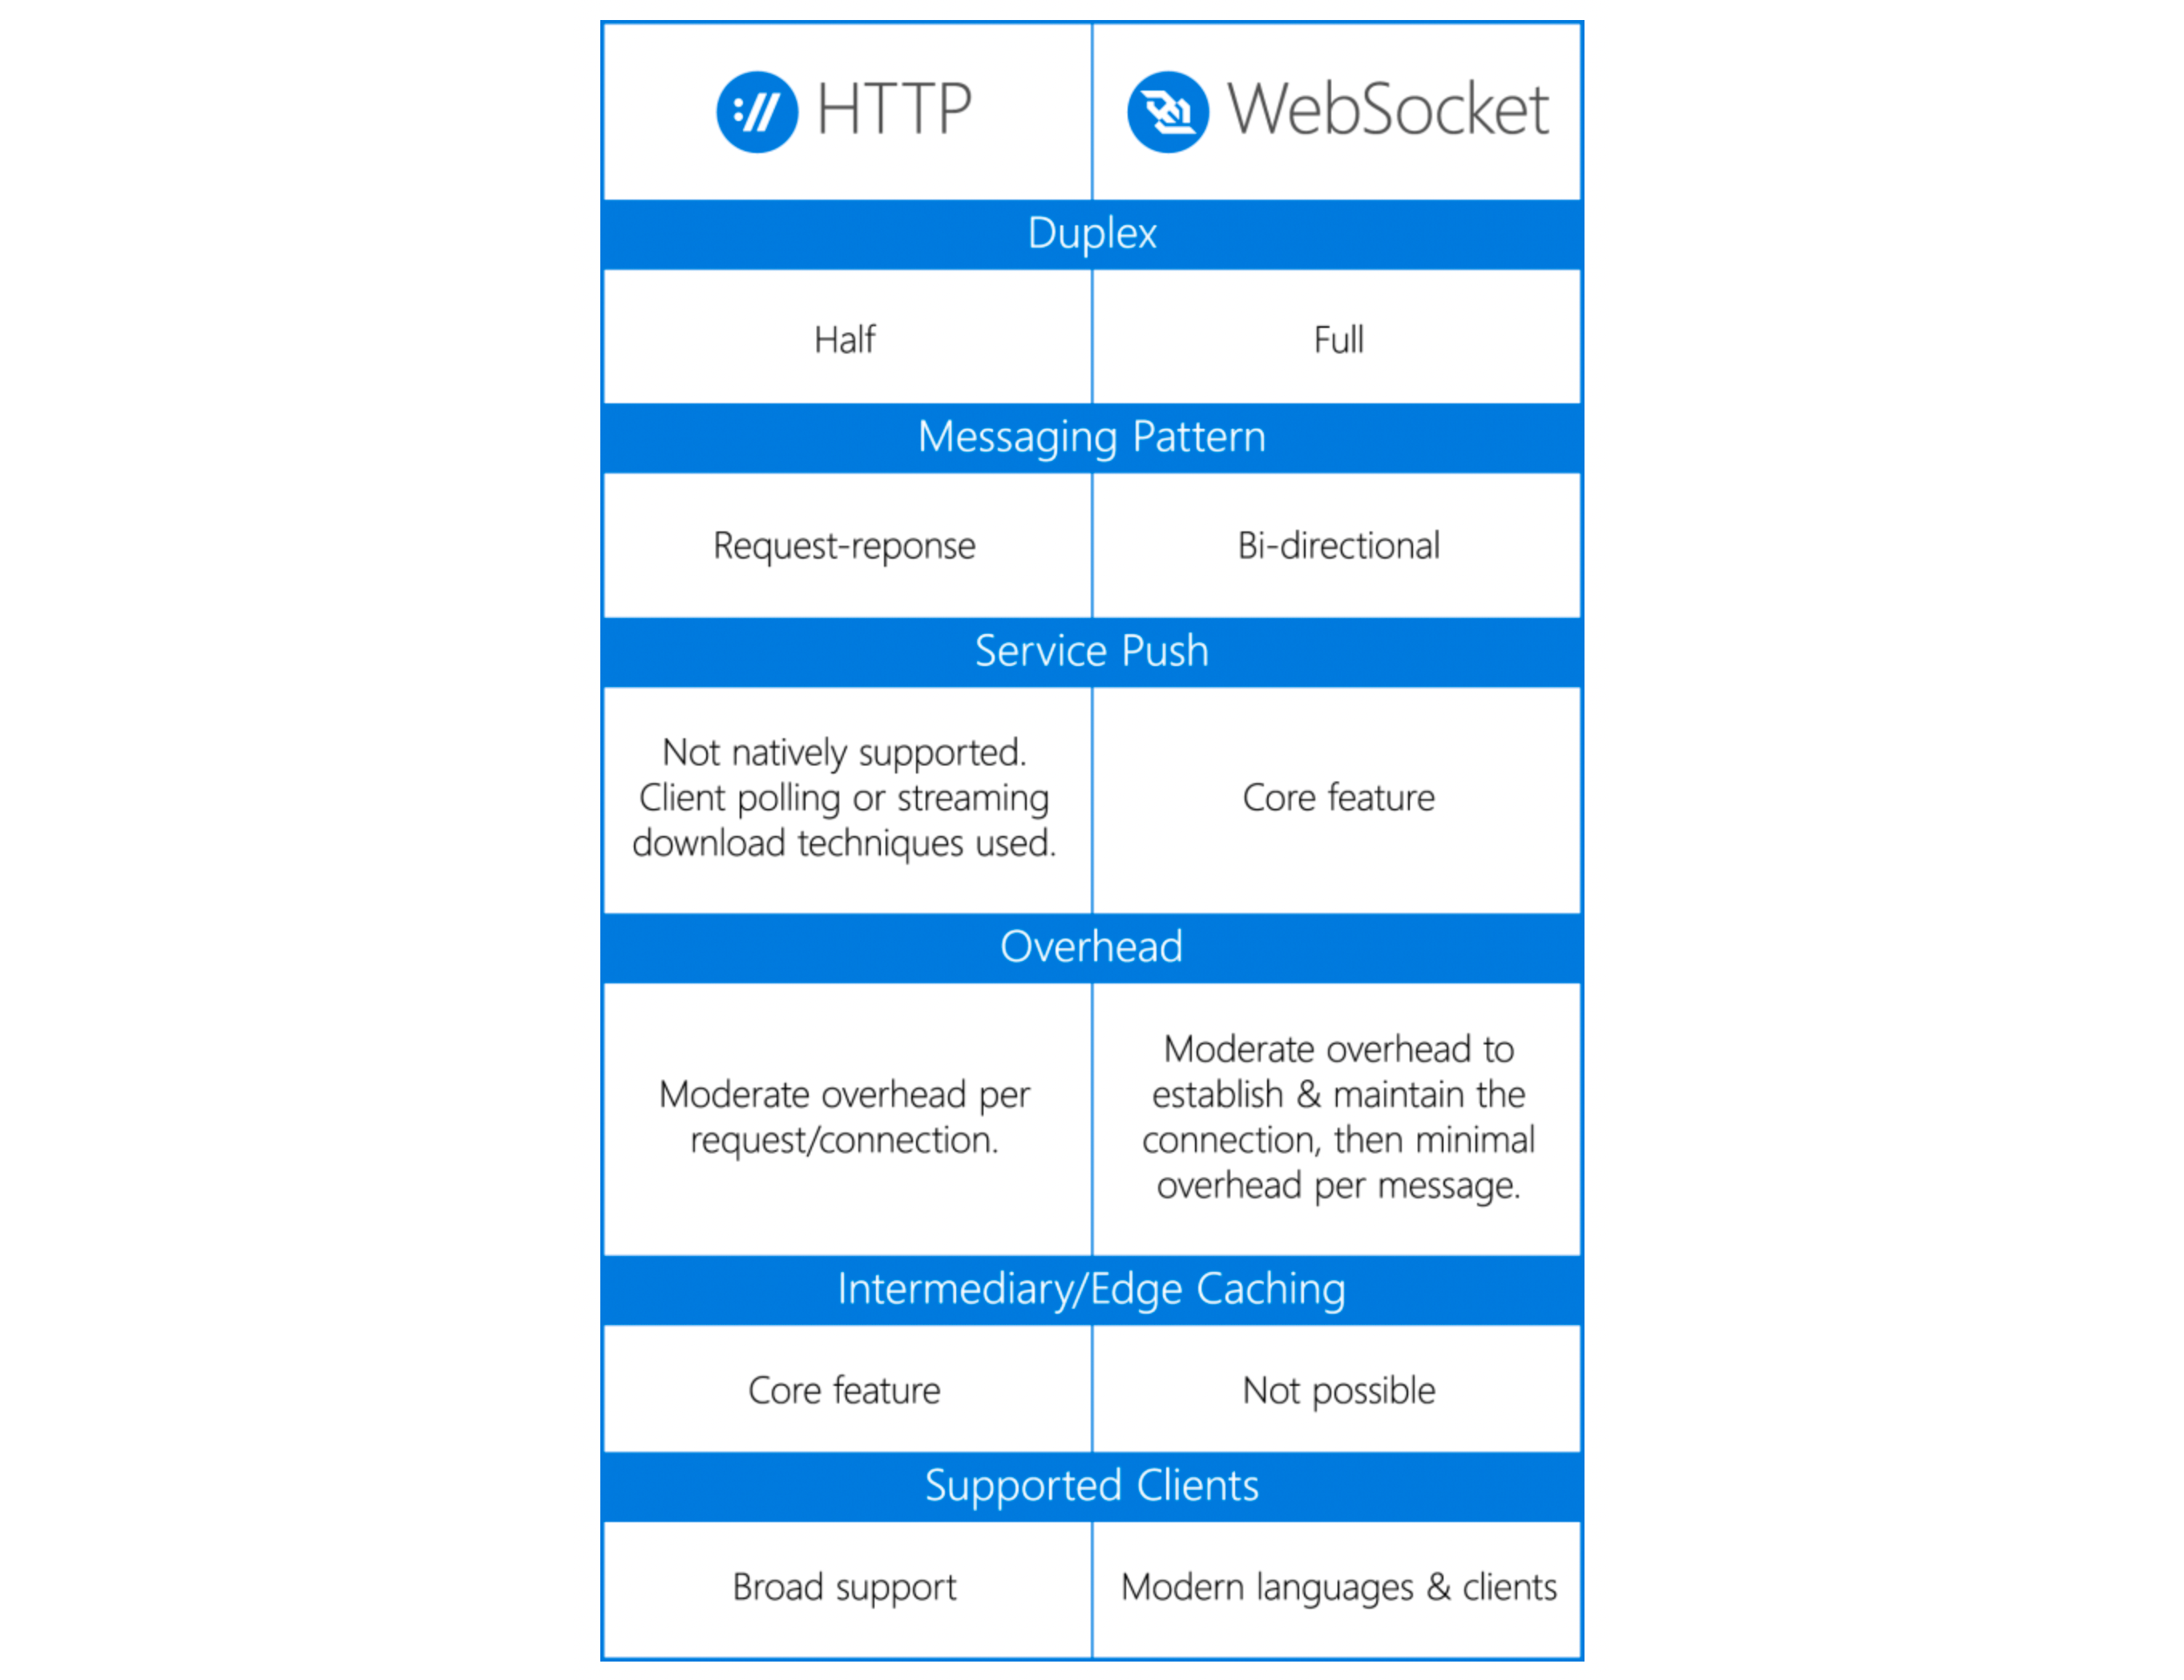 HTTP
WebSocket
Duplex
Half
Full
Messaging Pattern
Request-reponse
Bi-directional
Service Push
Not natively supported.
Client polling or streaming
download techniques used.
Core feature
Overhead
Moderate overhead per
request/connection.
Moderate overhead to
establish & maintain the
connection, then minimal
overhead per message.
Intermediary/Edge Caching
Core feature
Not possible
Supported Clients
Broad support
Modern languages & clients